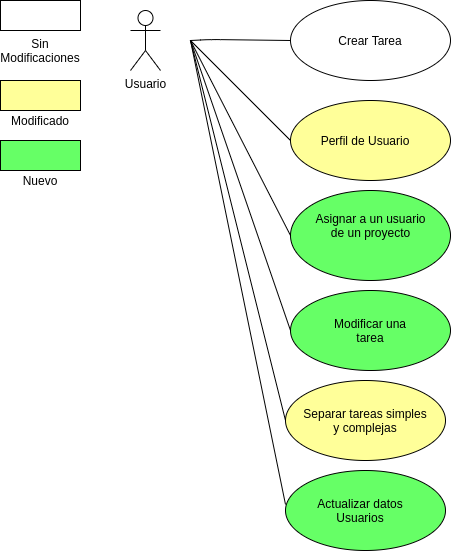 Sin
Modificaciones
Modificado
Nuevo
Usuario
Crear Tarea
Perfil de Usuario
Asignar a un usuario
de un proyecto
Modificar una
tarea
Separar tareas simples
y complejas
Actualizar datos
Usuarios